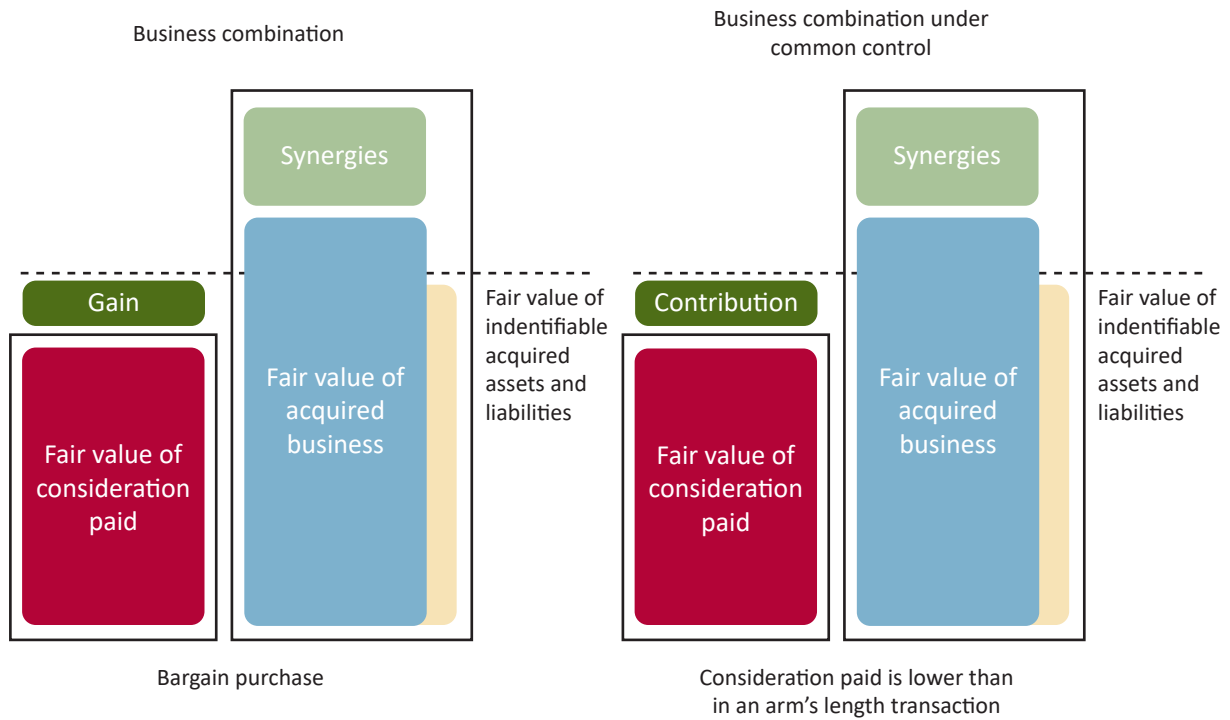 Business combination
Synergies
Gain
Fair value of
acquired
business
Fair value of
indentifiable
acquired
assets and
liabilities
Fair value of
consideration
paid
Bargain purchase
Business combination under
common control
Synergies
Contribution
Fair value of
acquired
business
Fair value of
indentifiable
acquired
assets and
liabilities
Fair value of
consideration
paid
Consideration paid is lower than
in an arm’s length transaction